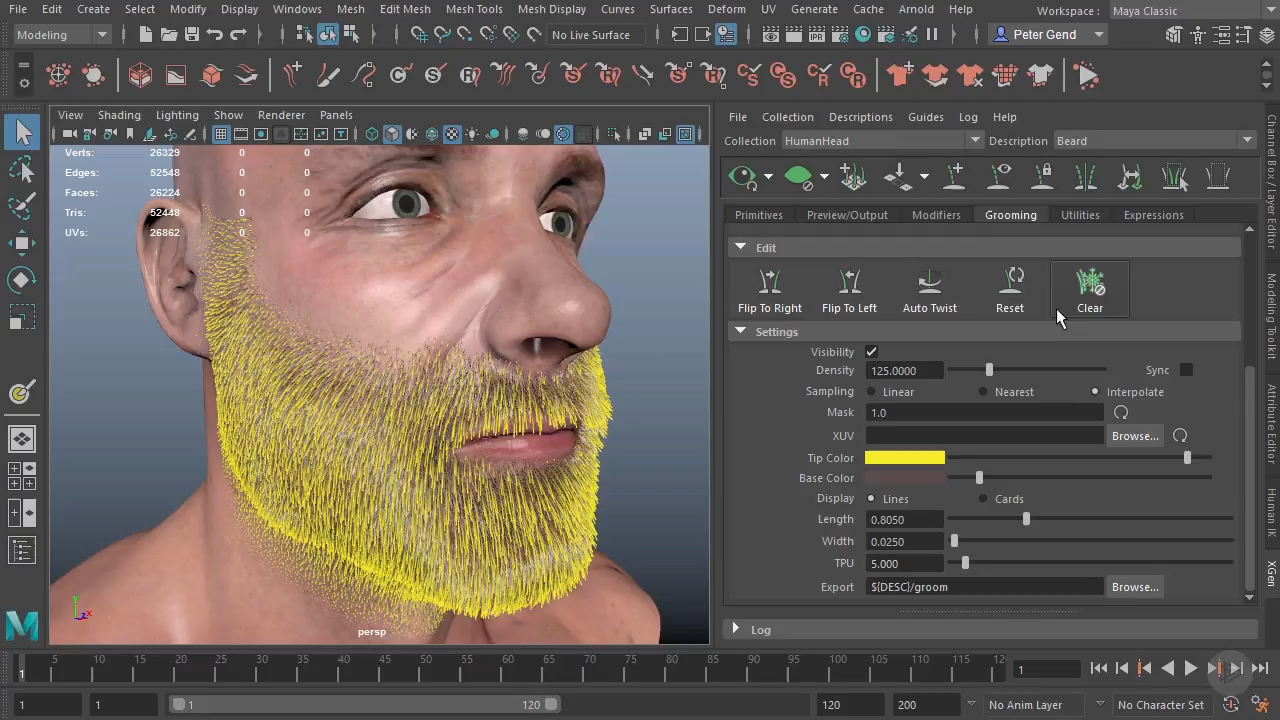 File Edit Create Select Modify Display Windows Mesh Edit Mesh Mesh Tools Mesh Display Curves Surfaces Deform UV Generate Cache Arnold Help Workspace : Maya Classic
Modeling No Live Surface IPR Peter Gend
View Shading Lighting Show Renderer Panels
Verts: 26329 0 0
Edges: 52548 0 0
Faces: 26224 0 0
Tris: 52448 0 0
UVs: 26862 0 0
persp
File Collection Descriptions Guides Log Help
Collection HumanHead Description Beard
Primitives Preview/Output Modifiers Grooming Utilities Expressions
Edit
Flip To Right Flip To Left Auto Twist Reset Clear
Settings
Visibility
Density 125.0000 Sync
Sampling Linear Nearest Interpolate
Mask 1.0
XUV Browse...
Tip Color
Base Color
Display Lines Cards
Length 0.8050
Width 0.0250
TPU 5.000
Export ${DESC}/groom Browse...
Log
Channel Box / Layer Editor
Modeling Toolkit
Attribute Editor
Human IK
XGen
1 5 10 15 20 25 30 35 40 45 50 55 60 65 70 75 80 85 90 95 100 105 110 115 12 1
1 1 1 120 120 200 No Anim Layer No Character Set